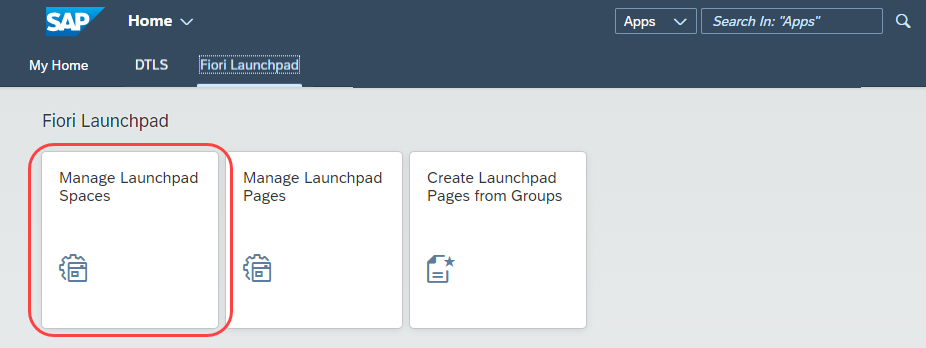 SAP Home Apps Search In: "Apps"
My Home DTLS Fiori Launchpad
Fiori Launchpad
Manage Launchpad
Spaces
Manage Launchpad
Pages
Create Launchpad
Pages from Groups